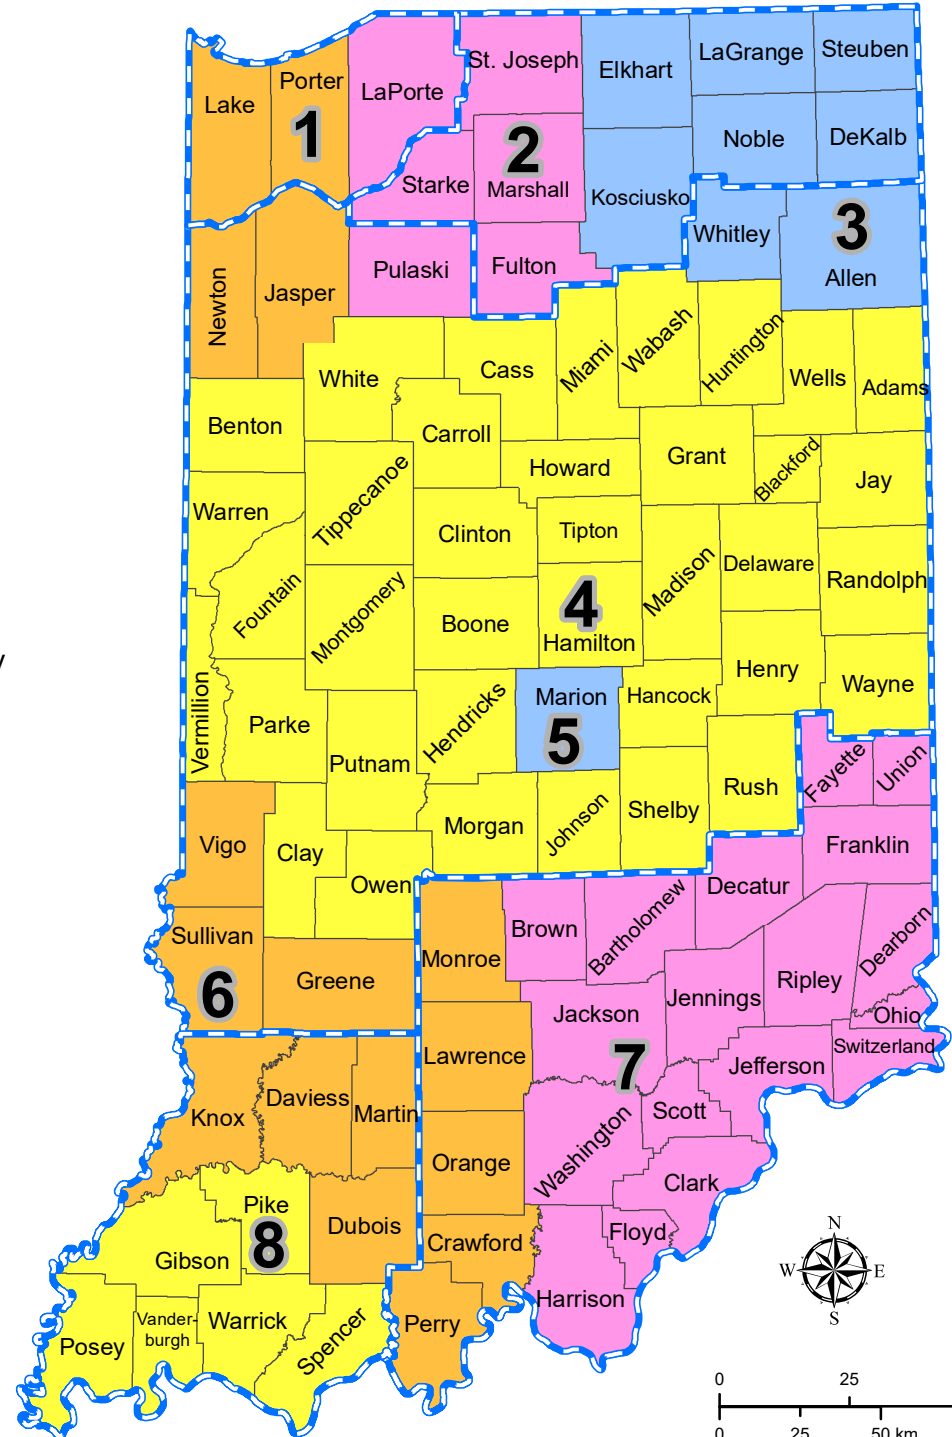 St. Joseph
Elkhart
LaGrange
Steuben
Lake
Porter
LaPorte
1
2
Noble
DeKalb
Starke
Marshall
Kosciusko
Whitley
3
Allen
Newton
Jasper
Pulaski
Fulton
White
Cass
Miami
Wabash
Huntington
Wells
Adams
Benton
Carroll
Howard
Grant
Blackford
Jay
Warren
Tippecanoe
Clinton
Tipton
Madison
Delaware
Randolph
Fountain
Montgomery
Boone
4
Hamilton
Henry
Wayne
y
Vermillion
Parke
Putnam
Hendricks
Marion
5
Hancock
Rush
Fayette
Union
Vigo
Clay
Owen
Morgan
Johnson
Shelby
Franklin
Decatur
Sullivan
6
Greene
Monroe
Brown
Bartholomew
Jennings
Ripley
Dearborn
Ohio
Jackson
7
Lawrence
Jefferson
Switzerland
Knox
Daviess
Martin
Orange
Washington
Scott
Clark
Pike
8
Gibson
Dubois
Crawford
Floyd
Harrison
Posey
Vander-
burgh
Warrick
Spencer
Perry
N
W
E
S
0
25
0
25
50 km